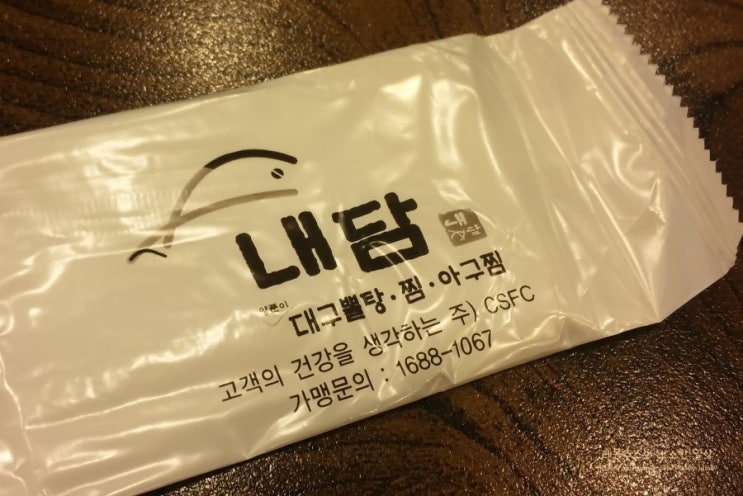 내담
대구뽈탕·찜·아구찜
고객의 건강을 생각하는 주) CSFC
가맹문의 : 1688-1067